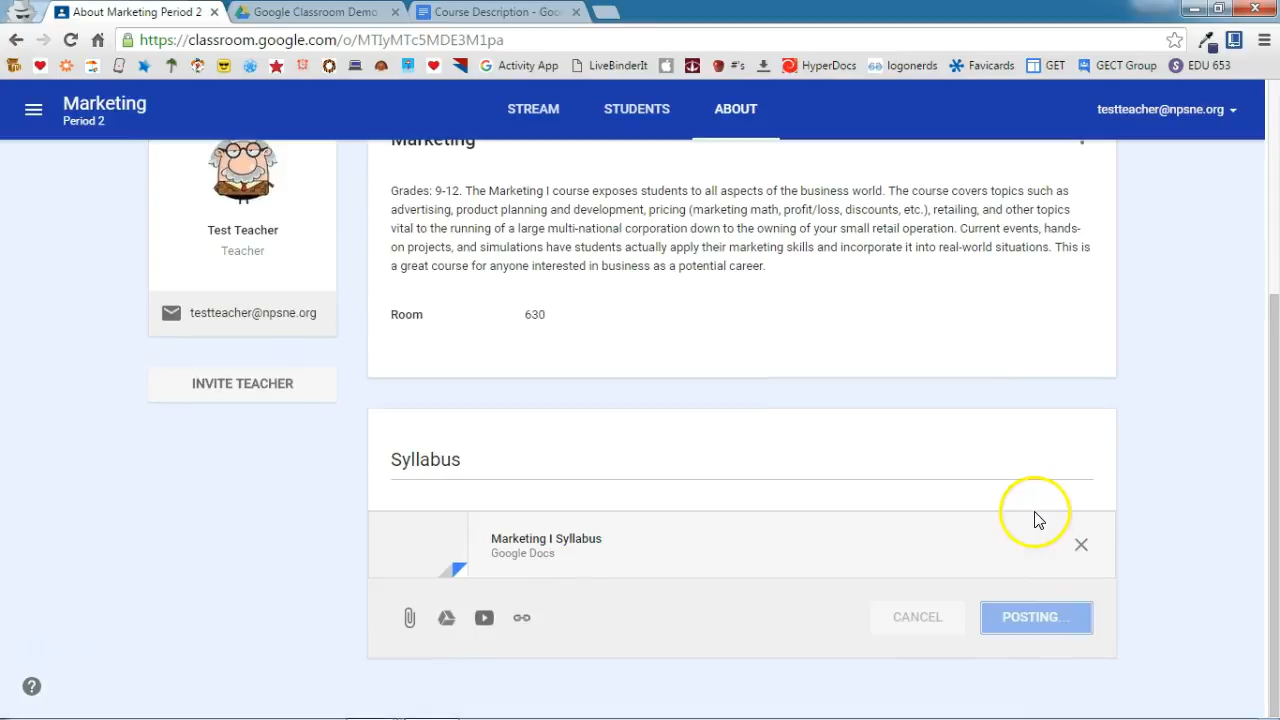 About Marketing Period 2
Google Classroom Demo
Course Description - Goo
https://classroom.google.com/o/MTIyMTc5MDE3M1pa
Activity App LiveBinderIt #'s HyperDocs logonerds Favicards GET GECT Group EDU 653
Marketing
Period 2
STREAM STUDENTS ABOUT testteacher@npsne.org
Marketing
Grades: 9-12. The Marketing I course exposes students to all aspects of the business world. The course covers topics such as
advertising, product planning and development, pricing (marketing math, profit/loss, discounts, etc.), retailing, and other topics
vital to the running of a large multi-national corporation down to the owning of your small retail operation. Current events, hands-
on projects, and simulations have students actually apply their marketing skills and incorporate it into real-world situations. This is
a great course for anyone interested in business as a potential career.
Test Teacher
Teacher
testteacher@npsne.org
Room 630
INVITE TEACHER
Syllabus
Marketing I Syllabus
Google Docs
CANCEL POSTING...